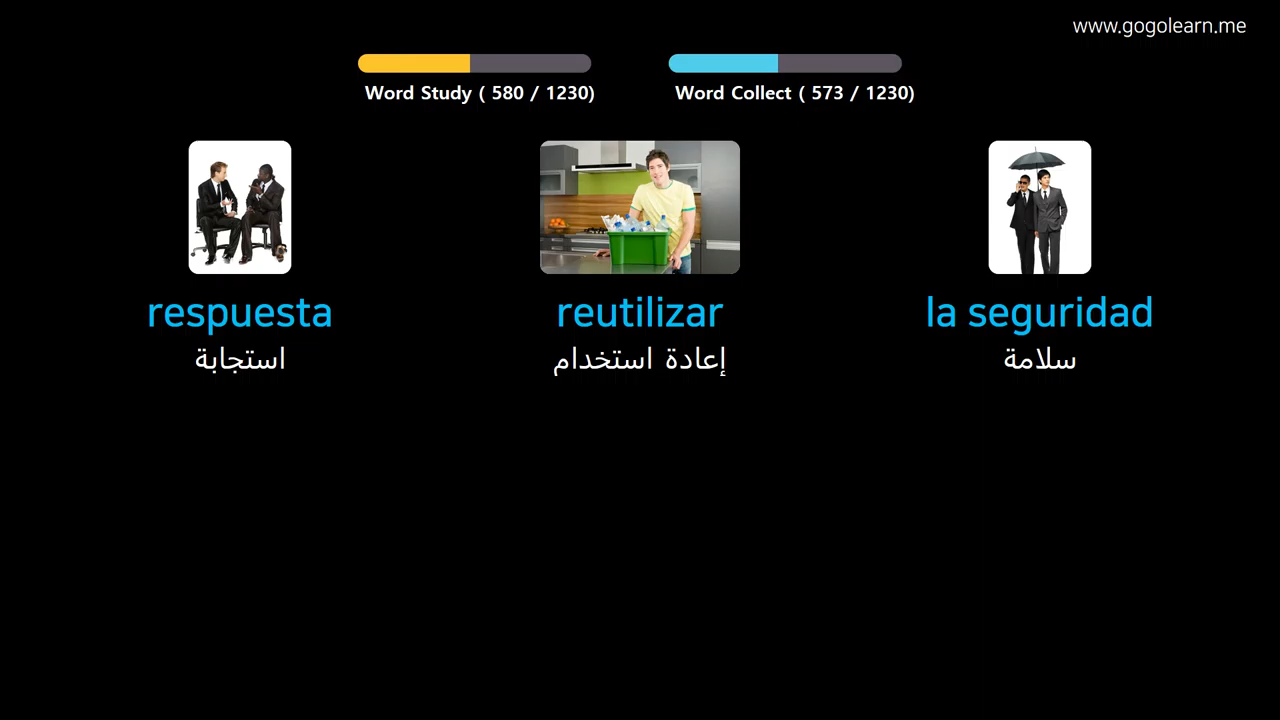 www.gogolearn.me
Word Study ( 580 / 1230)
Word Collect ( 573 / 1230)
respuesta
استجابة
reutilizar
إعادة استخدام
la seguridad
سلامة